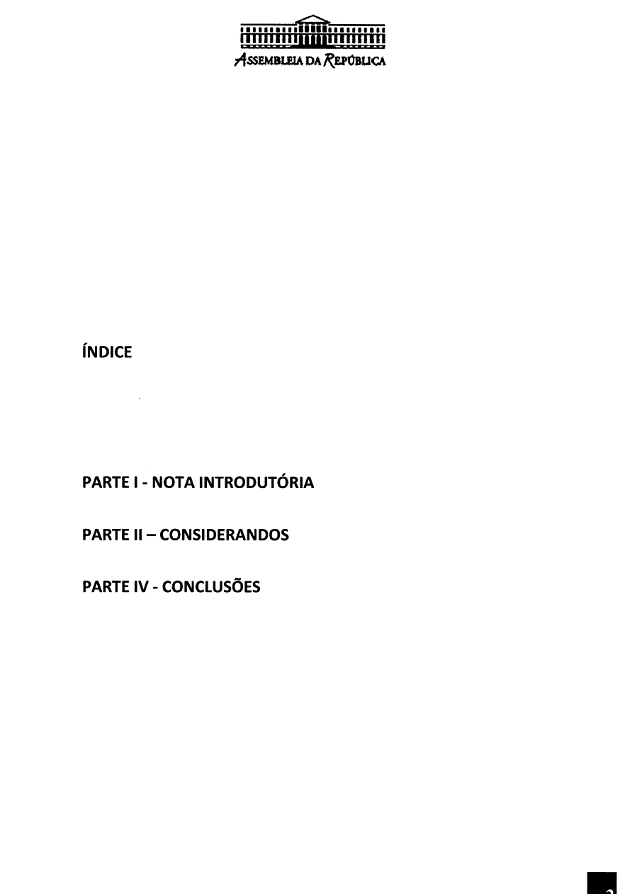 ASSEMBLEIA DA REPÚBLICA
ÍNDICE
PARTE I - NOTA INTRODUTÓRIA
PARTE II – CONSIDERANDOS
PARTE IV - CONCLUSÕES